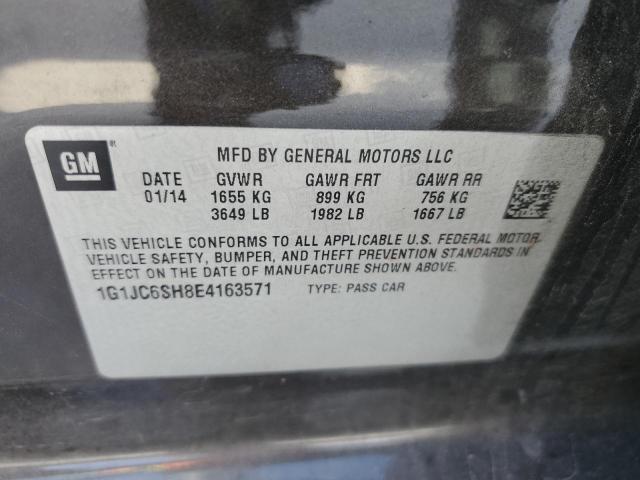 GM
MFD BY GENERAL MOTORS LLC
DATE GVWR GAWR FRT GAWR RR
01/14 1655 KG 899 KG 756 KG
3649 LB 1982 LB 1667 LB
THIS VEHICLE CONFORMS TO ALL APPLICABLE U.S. FEDERAL MOTOR
VEHICLE SAFETY, BUMPER, AND THEFT PREVENTION STANDARDS IN
EFFECT ON THE DATE OF MANUFACTURE SHOWN ABOVE.
1G1JC6SH8E4163571 TYPE: PASS CAR